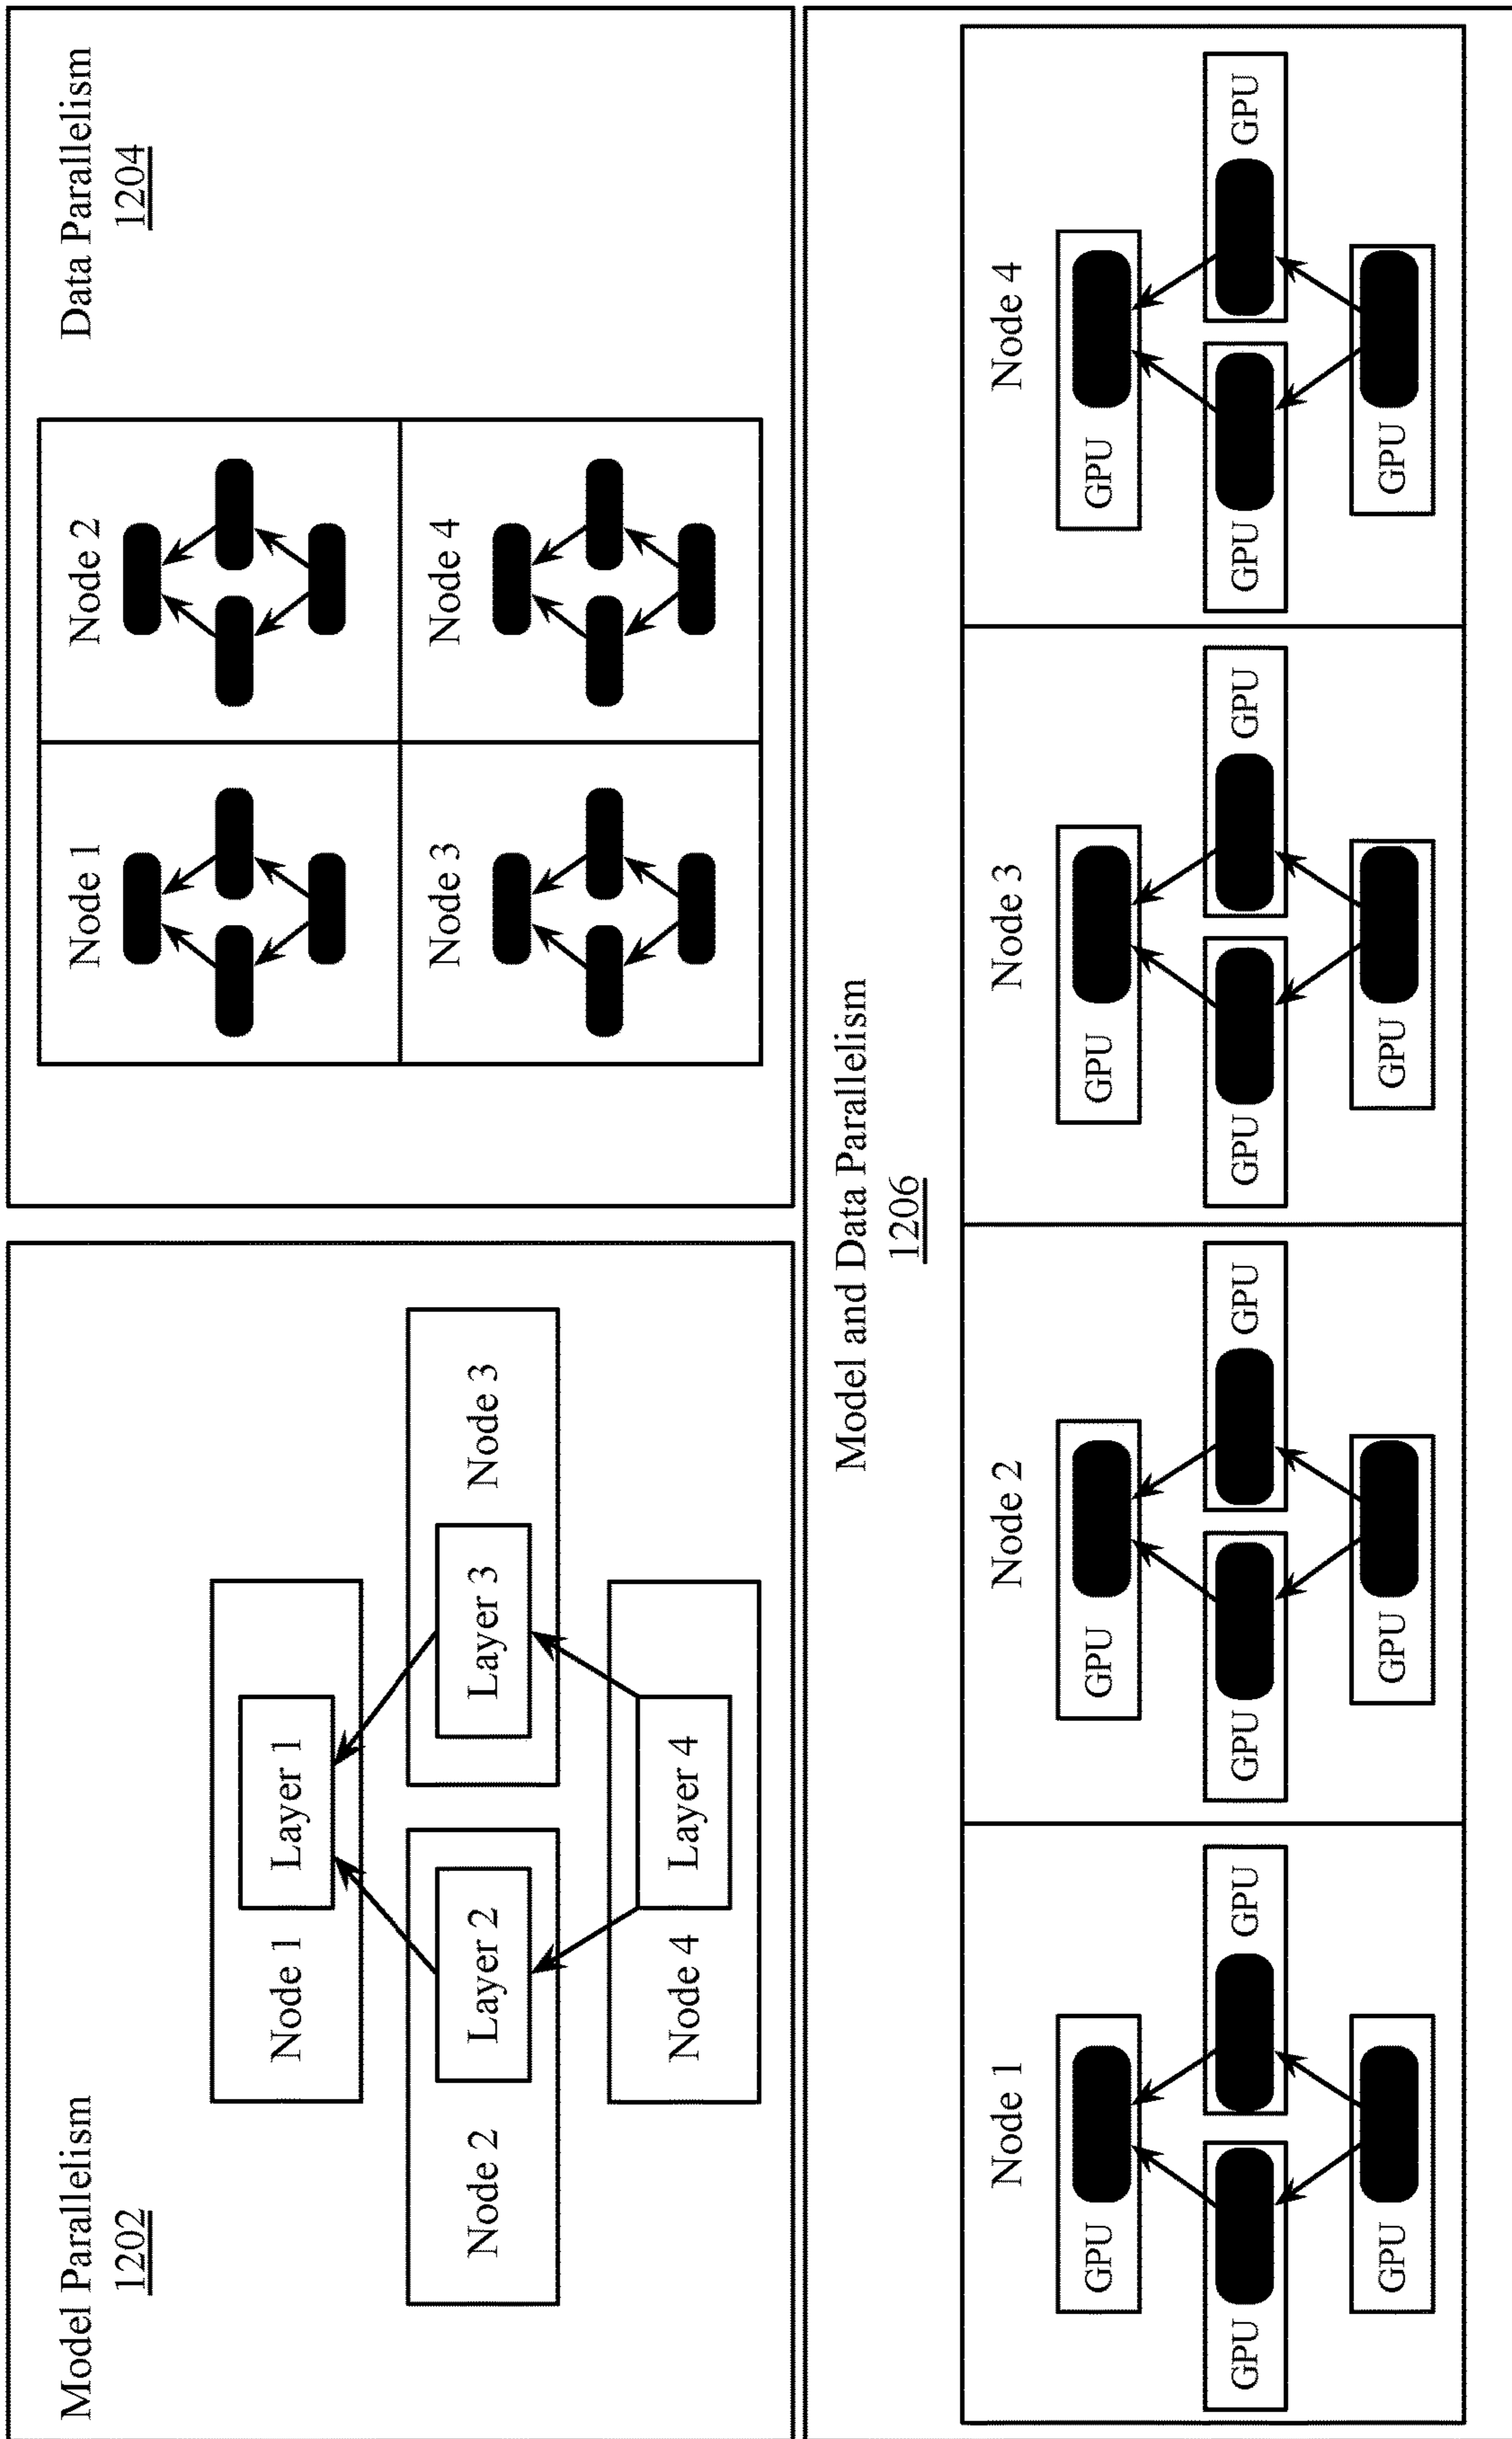 Model Parallelism
1202
Node 1
Layer 1
Node 2
Layer 2
Layer 3
Node 3
Node 4
Layer 4
Data Parallelism
1204
Node 1
Node 2
Node 3
Node 4
Model and Data Parallelism
1206
Node 1
GPU
GPU
GPU
GPU
Node 2
GPU
GPU
GPU
GPU
Node 3
GPU
GPU
GPU
GPU
Node 4
GPU
GPU
GPU
GPU